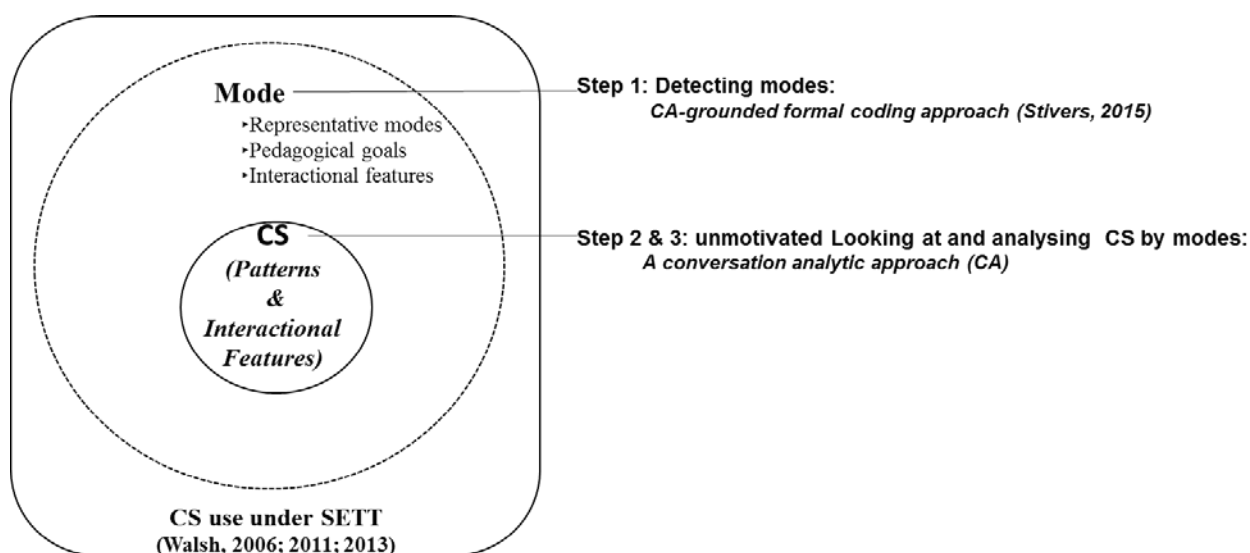 Mode
‣Representative modes
‣Pedagogical goals
‣Interactional features
CS
(Patterns
&
Interactional
Features)
CS use under SETT
(Walsh, 2006; 2011; 2013)
Step 1: Detecting modes:
CA-grounded formal coding approach (Stivers, 2015)
Step 2 & 3: unmotivated Looking at and analysing CS by modes:
A conversation analytic approach (CA)